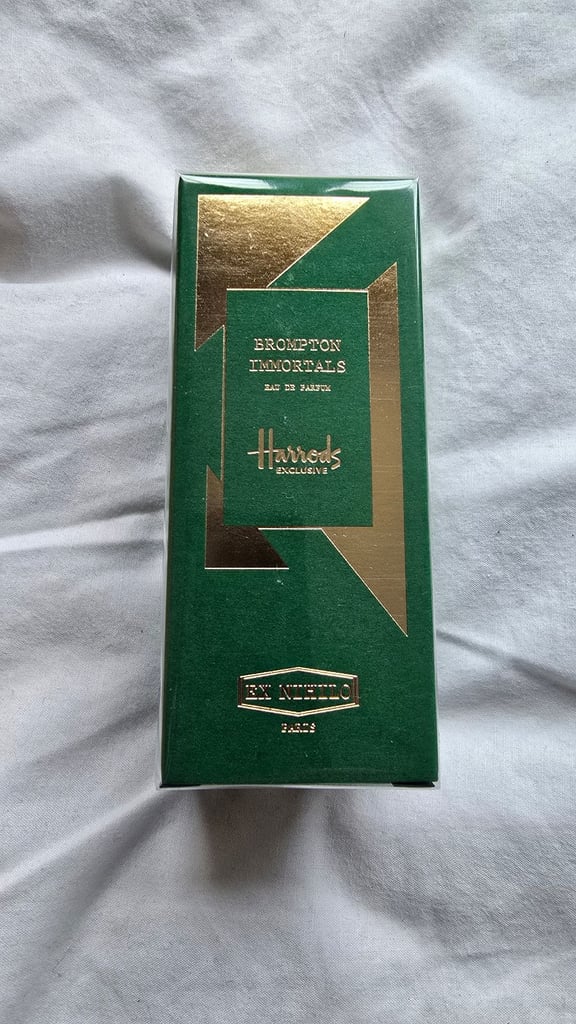 BROMPTON
IMMORTALS
EAU DE PARFUM
Harrods
EXCLUSIVE
EX NIHILO
PARIS